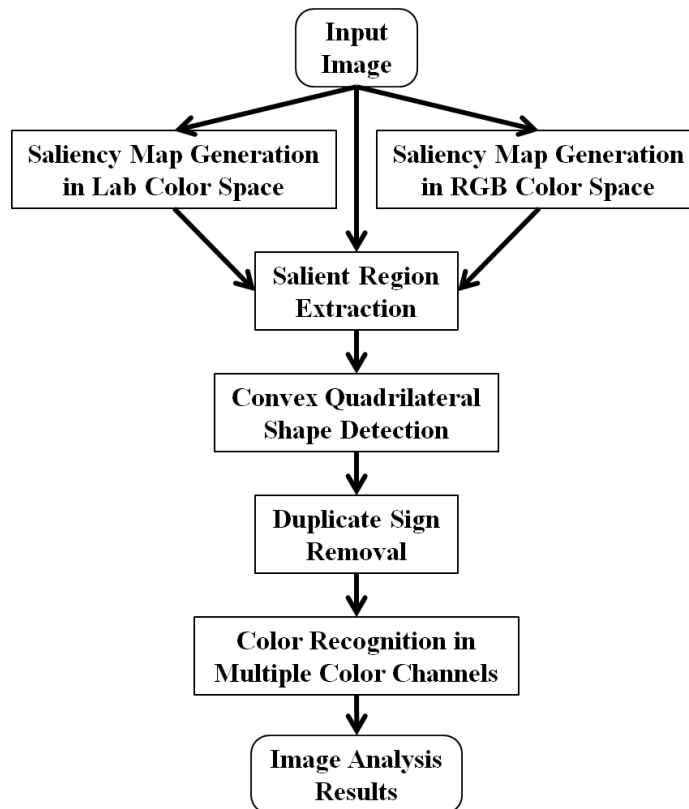 Input
Image
Saliency Map Generation
in Lab Color Space
Saliency Map Generation
in RGB Color Space
Salient Region
Extraction
Convex Quadrilateral
Shape Detection
Duplicate Sign
Removal
Color Recognition in
Multiple Color Channels
Image Analysis
Results